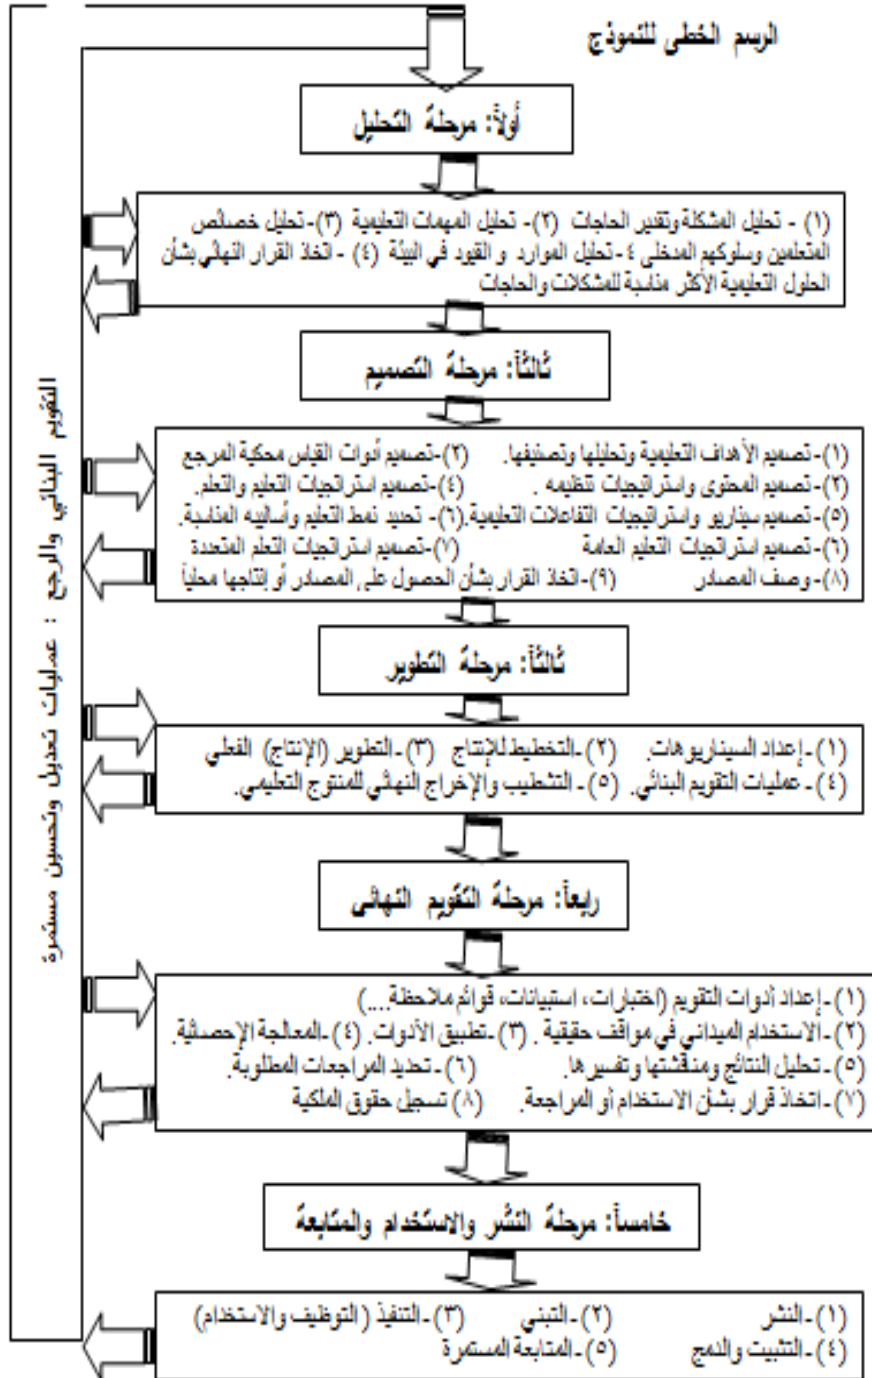 الرسم الخطى للنموذج
أولاً: مرحلة التحليل
(١) - تحليل المشكلة وتقدير الحاجات (٢)- تحليل المهمات التعليمية (٣)- تحليل خصائص
المتعلمين وسلوكهم المدخلى ٤- تحليل الموارد و القيود في البيئة (٤) - اتخاذ القرار النهائي بشأن
الحلول التعليمية الأكثر مناسبة للمشكلات والحاجات
ثالثاً: مرحلة التصميم
(١)- تصميم الأهداف التعليمية وتحليلها وتصنيفها. (٢)- تصميم أدوات القياس محكية المرجع
(٢)- تصميم المحتوى واستراتيجيات تنظيمه . (٤)- تصميم استراتجيات التعليم والتعلم.
(٥)- تصميم سيناريو واستراتيجيات التفاعلات التعليمية. (٦)- تحديد نمط التعليم وأساليبه المناسبة.
(٦)- تصميم استراتجيات التعليم العامة (٧)- تصميم استراتجيات التعلم المتعددة
(٨)- وصف المصادر (٩)- اتخاذ القرار بشأن الحصول على المصادر أو إنتاجها محلياً
ثالثاً: مرحلة التطوير
(١)- إعداد السيناريوهات. (٢)- التخطيط للإنتاج (٣)- التطوير (الإنتاج) الفعلي
(٤)- عمليات التقويم البنائي. (٥)- التشطيب والإخراج النهائي للمنتوج التعليمي.
رابعاً: مرحلة التقويم النهائى
(١)- إعداد أدوات التقويم (اختبارات، استبيانات، قوائم ملاحظة....)
(٢)- الاستخدام الميداني في مواقف حقيقية . (٣)- تطبيق الأدوات. (٤)- المعالجة الإحصائية.
(٥)- تحليل النتائج ومناقشتها وتفسيرها. (٦)- تحديد المراجعات المطلوبة.
(٧)- اتخاذ قرار بشأن الاستخدام أو المراجعة. (٨) تسجل حقوق الملكية
خامساً: مرحلة النشر والاستخدام والمتابعة
(١)- النشر (٢)- التبني (٣)- التنفيذ (التوظيف والاستخدام)
(٤)- التثبيت والدمج (٥)- المتابعة المستمرة
التقويم البنائي والرجع : عمليات تعديل وتحسين مستمرة